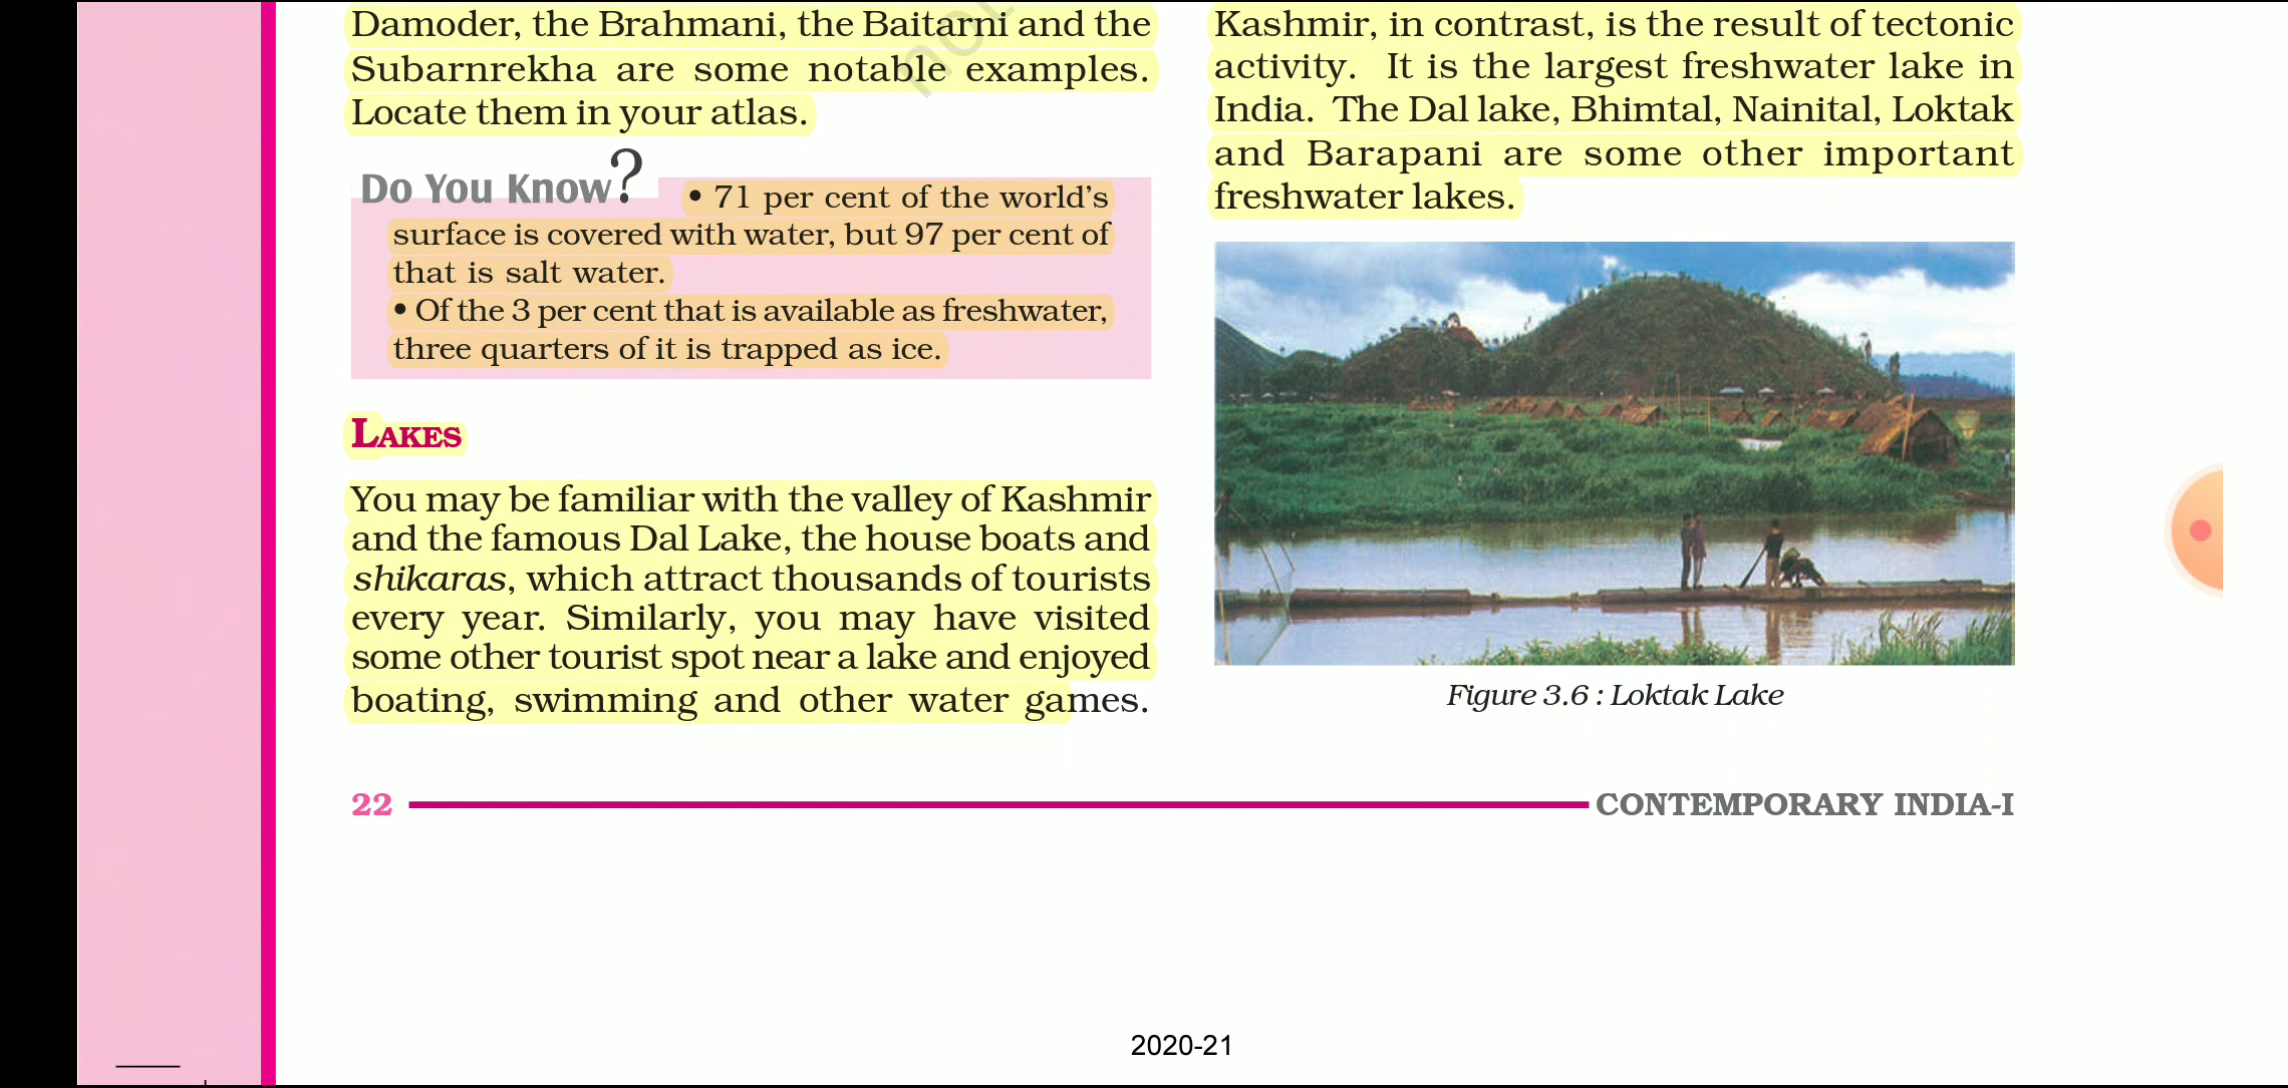 Damoder, the Brahmani, the Baitarni and the
Subarnrekha are some notable examples.
Locate them in your atlas.
Do You Know?
• 71 per cent of the world's
surface is covered with water, but 97 per cent of
that is salt water.
• Of the 3 per cent that is available as freshwater,
three quarters of it is trapped as ice.
LAKES
You may be familiar with the valley of Kashmir
and the famous Dal Lake, the house boats and
shikaras, which attract thousands of tourists
every year. Similarly, you may have visited
some other tourist spot near a lake and enjoyed
boating, swimming and other water games.
Kashmir, in contrast, is the result of tectonic
activity. It is the largest freshwater lake in
India. The Dal lake, Bhimtal, Nainital, Loktak
and Barapani are some other important
freshwater lakes.
Figure 3.6 : Loktak Lake
22
CONTEMPORARY INDIA-I
2020-21